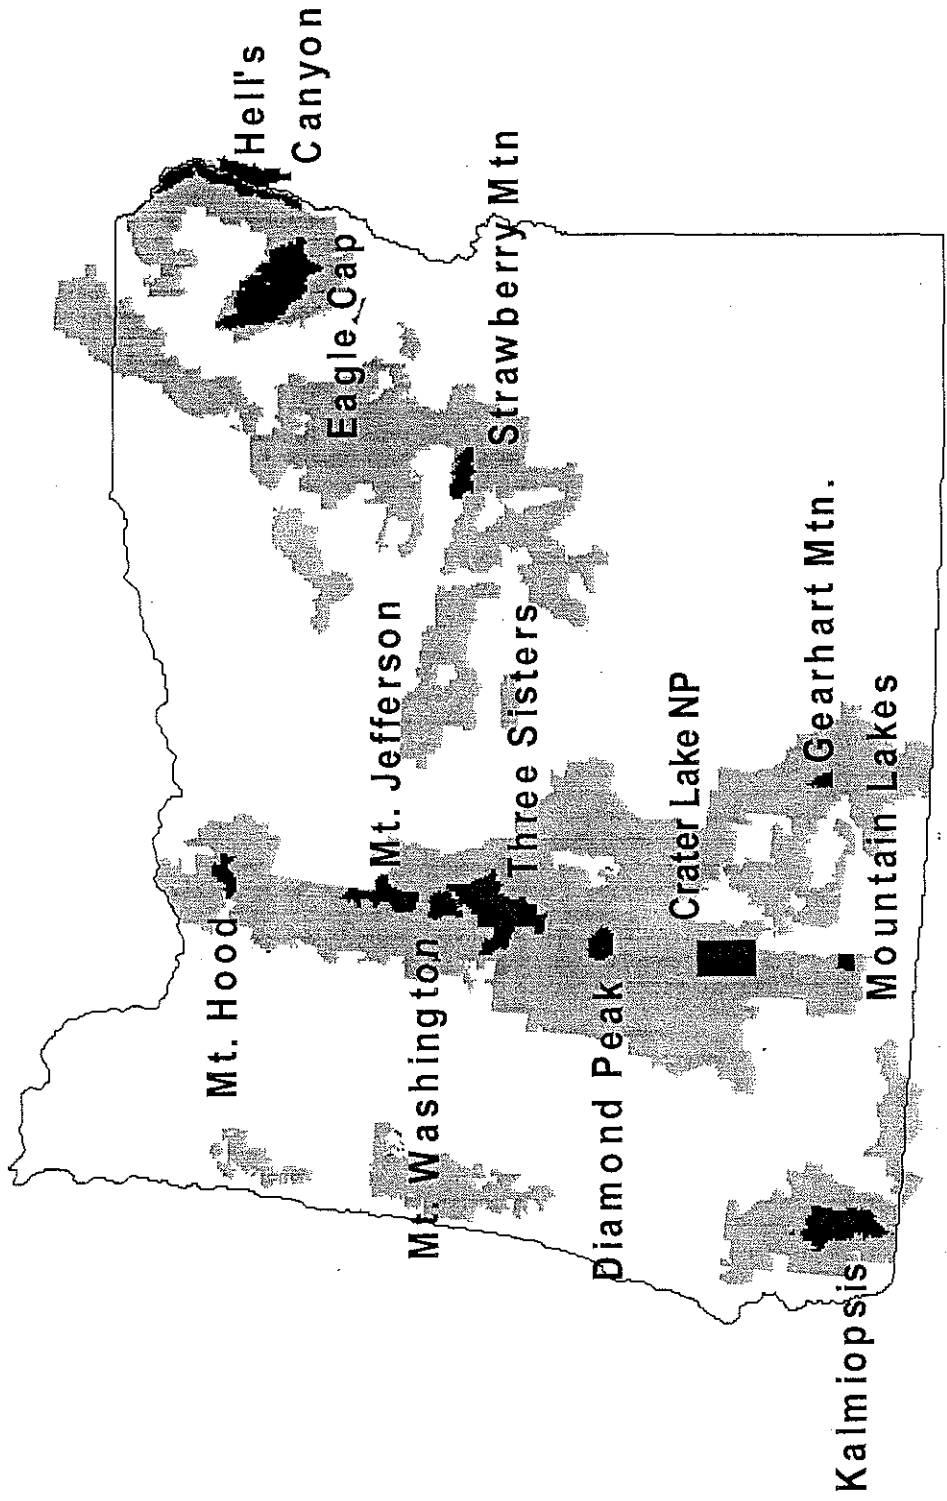 Mt. Hood
Hell's
Canyon
Eagle Cap
Mt. Jefferson
Mt. Washington
Strawberry Mtn
Three Sisters
Diamond Peak
Crater Lake NP
Gearhart Mtn.
Mountain Lakes
Kalmiopsis